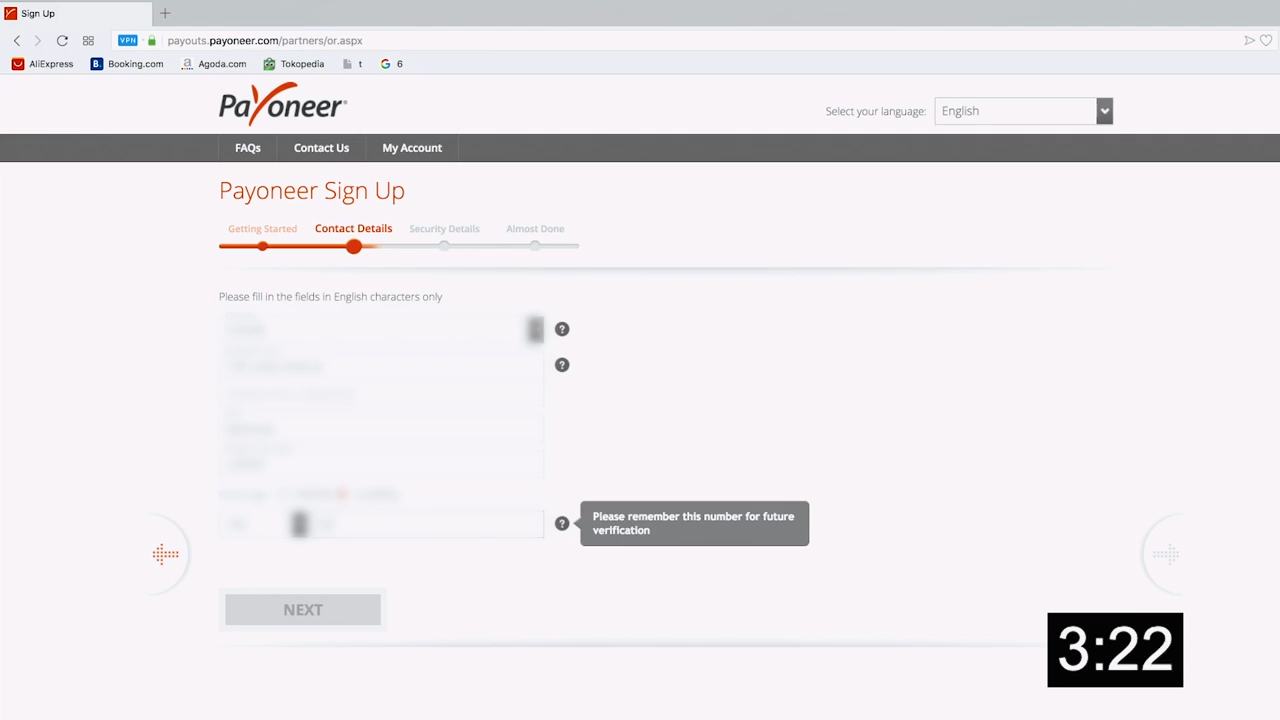 Sign Up
VPN payouts.payoneer.com/partners/or.aspx
AliExpress Booking.com Agoda.com Tokopedia t 6
Payoneer
Select your language: English
FAQs Contact Us My Account
Payoneer Sign Up
Getting Started Contact Details Security Details Almost Done
Please fill in the fields in English characters only
Please remember this number for future
verification
NEXT
3:22